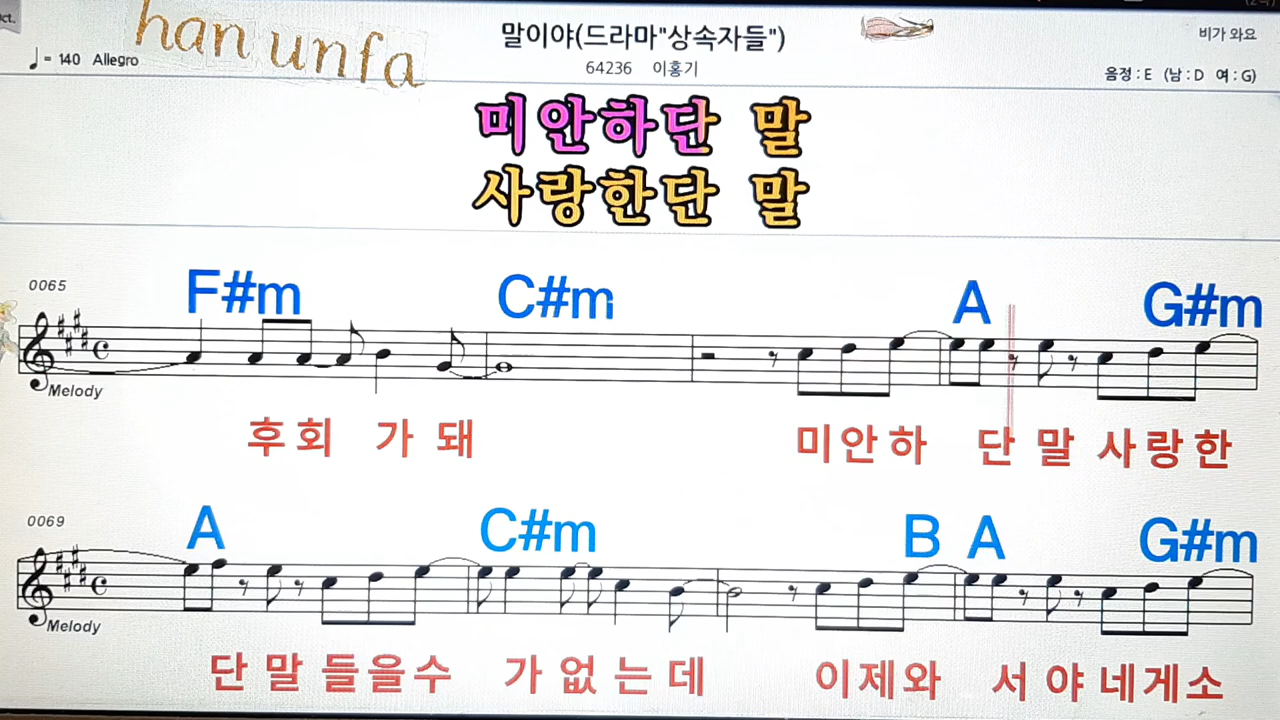 ct.
han unfa
말이야(드라마"상속자들")
비가 와요
♩= 140 Allegro
64236 이홍기
음정 : E (남 : D 여 : G)
미안하단 말
사랑한단 말
0065
F#m C#m A G#m
Melody
후회 가 돼 미안하 단 말 사랑한
0069
A C#m B A G#m
Melody
단 말 들을수 가 없 는 데 이제와 서 야 네게소